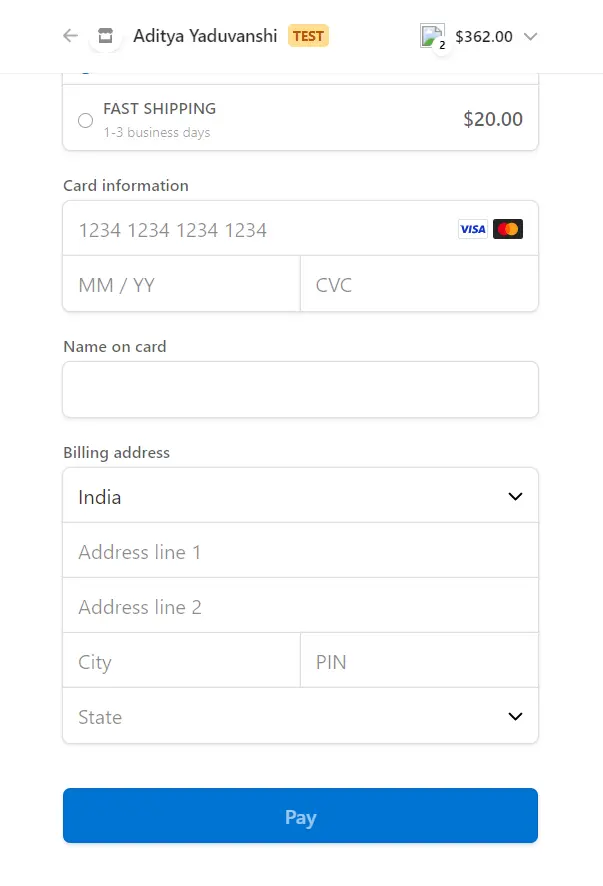 Aditya Yaduvanshi TEST 2 $362.00
FAST SHIPPING $20.00
1-3 business days
Card information
1234 1234 1234 1234 VISA
MM / YY CVC
Name on card
Billing address
India
Address line 1
Address line 2
City PIN
State
Pay